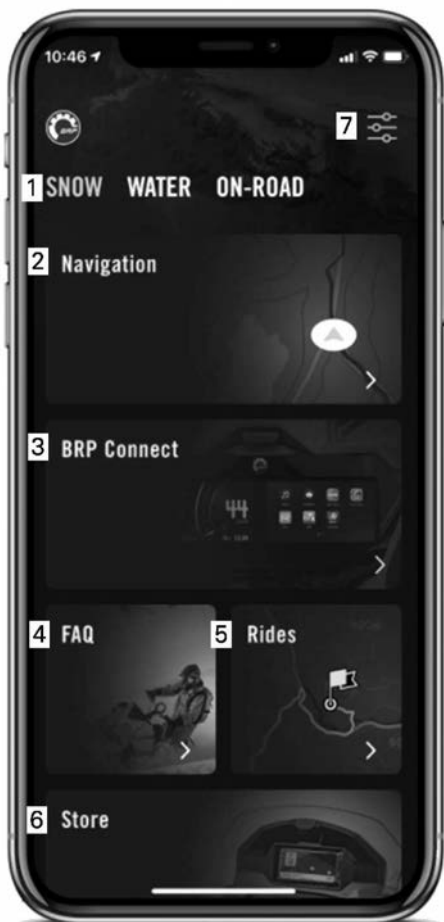 10:46
7
1 SNOW WATER ON-ROAD
2 Navigation
3 BRP Connect
44
4 FAQ
5 Rides
6 Store